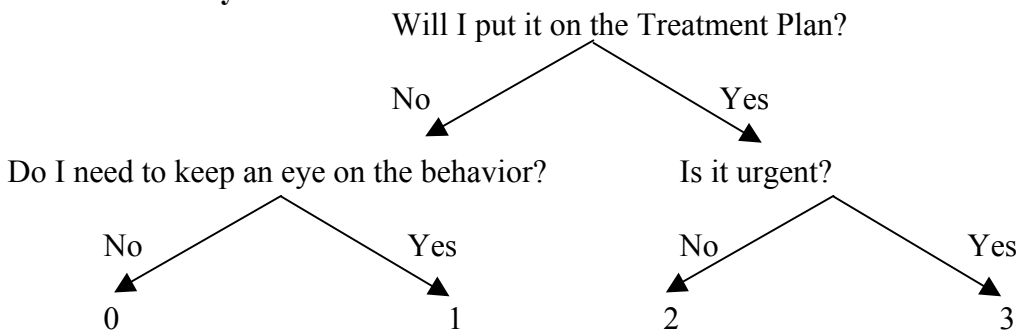 Will I put it on the Treatment Plan?
No Yes
Do I need to keep an eye on the behavior? Is it urgent?
No Yes No Yes
0 1 2 3